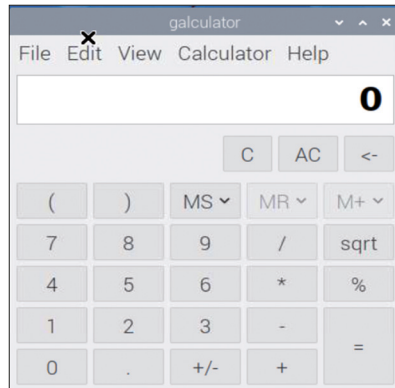 galculator
File Edit View Calculator Help
0
C AC <-
( ) MS MR M+
7 8 9 / sqrt
4 5 6 * %
1 2 3 -
=
0 . +/- +